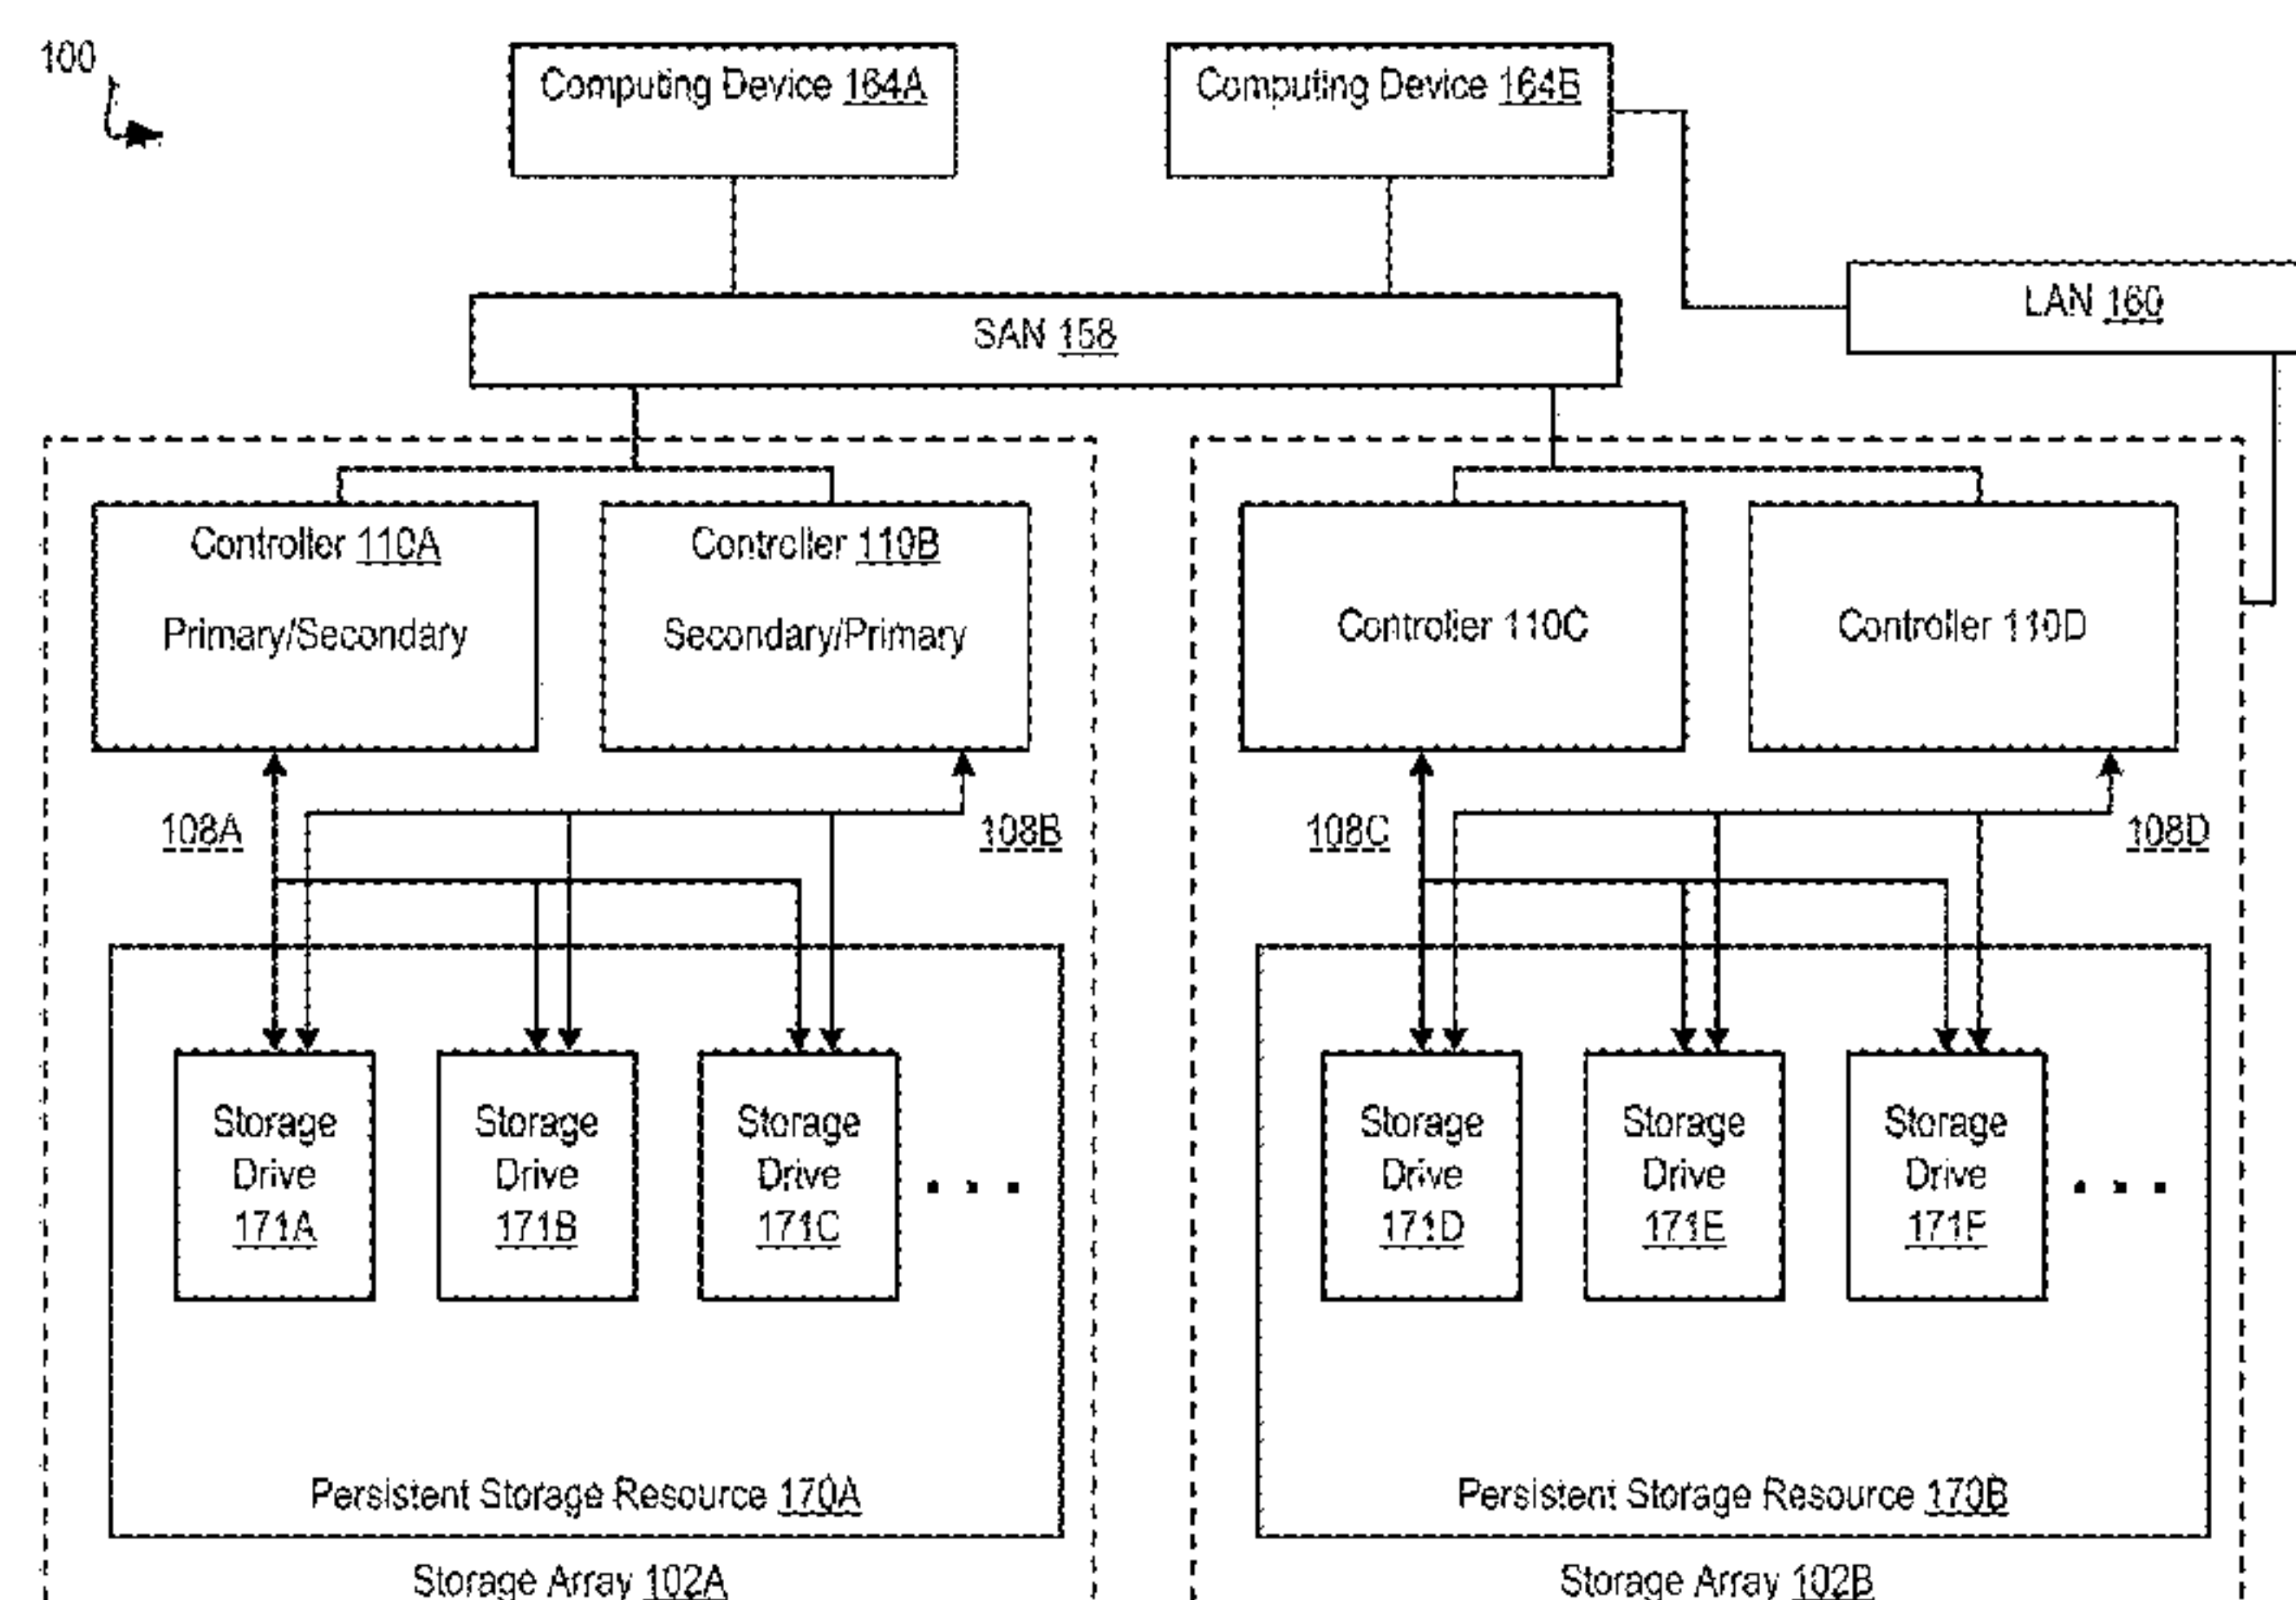 100
Computing Device 164A
Computing Device 164B
LAN 160
SAN 158
Controller 110A
Primary/Secondary
Controller 110B
Secondary/Primary
Controller 110C
Controller 110D
108A
108B
108C
108D
Storage
Drive
171A
Storage
Drive
171B
Storage
Drive
171C
. . .
Storage
Drive
171D
Storage
Drive
171E
Storage
Drive
171F
. . .
Persistent Storage Resource 170A
Persistent Storage Resource 170B
Storage Array 102A
Storage Array 102B